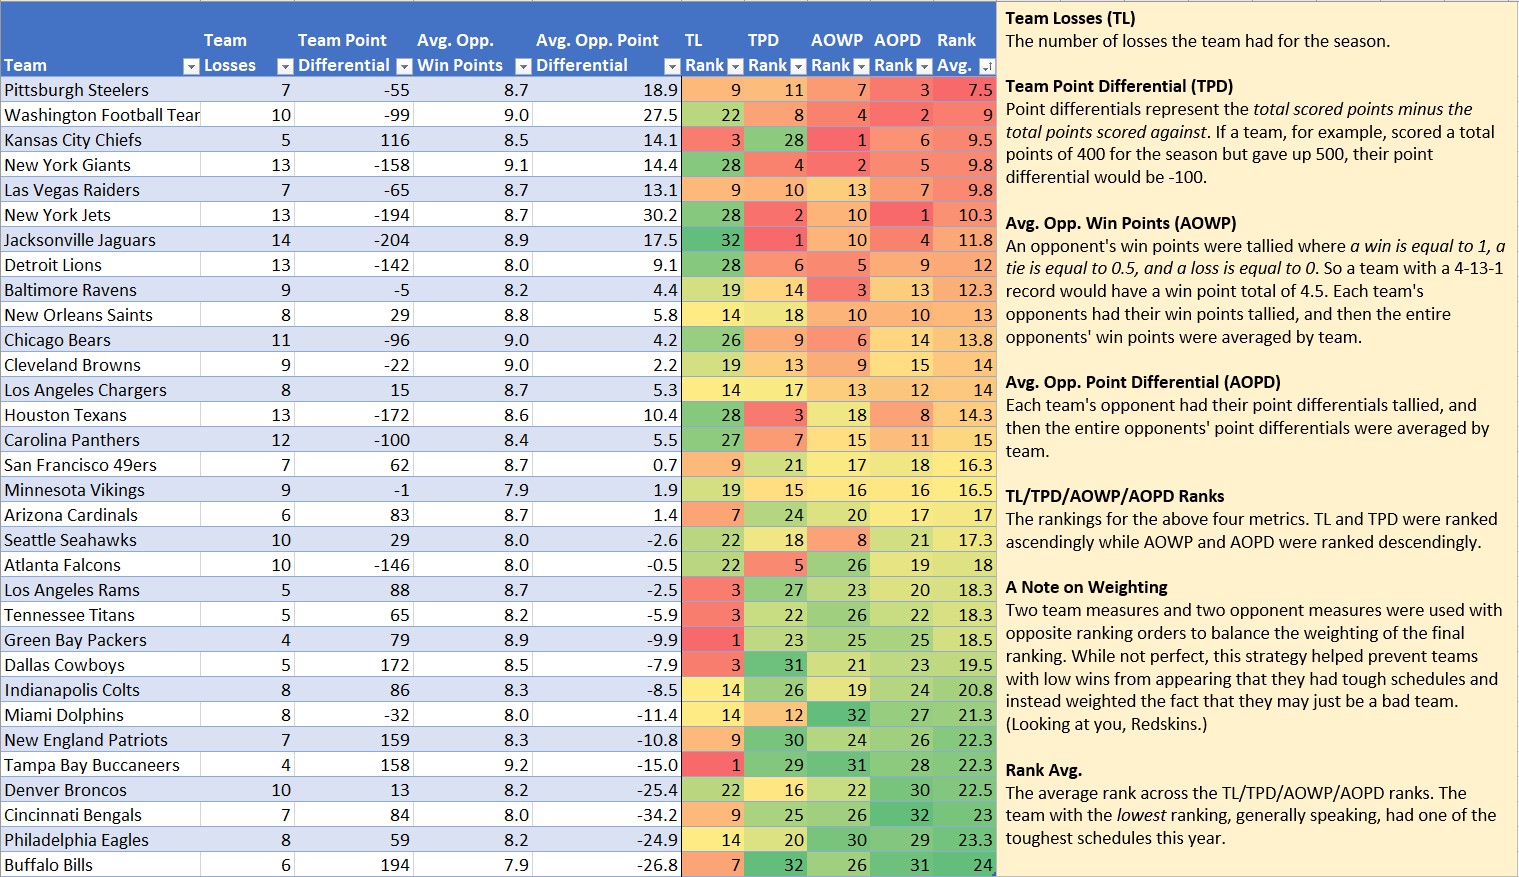 Team Team Losses Team Point Differential Avg. Opp. Win Points Avg. Opp. Point Differential TL Rank TPD Rank AOWP Rank AOPD Rank Rank Avg.
Pittsburgh Steelers 7 -55 8.7 18.9 9 11 7 3 7.5
Washington Football Tear 10 -99 9.0 27.5 22 8 4 2 9
Kansas City Chiefs 5 116 8.5 14.1 3 28 1 6 9.5
New York Giants 13 -158 9.1 14.4 28 4 2 5 9.8
Las Vegas Raiders 7 -65 8.7 13.1 9 10 13 7 9.8
New York Jets 13 -194 8.7 30.2 28 2 10 1 10.3
Jacksonville Jaguars 14 -204 8.9 17.5 32 1 10 4 11.8
Detroit Lions 13 -142 8.0 9.1 28 6 5 9 12
Baltimore Ravens 9 -5 8.2 4.4 19 14 3 13 12.3
New Orleans Saints 8 29 8.8 5.8 14 18 10 10 13
Chicago Bears 11 -96 9.0 4.2 26 9 6 14 13.8
Cleveland Browns 9 -22 9.0 2.2 19 13 9 15 14
Los Angeles Chargers 8 15 8.7 5.3 14 17 13 12 14
Houston Texans 13 -172 8.6 10.4 28 3 18 8 14.3
Carolina Panthers 12 -100 8.4 5.5 27 7 15 11 15
San Francisco 49ers 7 62 8.7 0.7 9 21 17 18 16.3
Minnesota Vikings 9 -1 7.9 1.9 19 15 16 16 16.5
Arizona Cardinals 6 83 8.7 1.4 7 24 20 17 17
Seattle Seahawks 10 29 8.0 -2.6 22 18 8 21 17.3
Atlanta Falcons 10 -146 8.0 -0.5 22 5 26 19 18
Los Angeles Rams 5 88 8.7 -2.5 3 27 23 20 18.3
Tennessee Titans 5 65 8.2 -5.9 3 22 26 22 18.3
Green Bay Packers 4 79 8.9 -9.9 1 23 25 25 18.5
Dallas Cowboys 5 172 8.5 -7.9 3 31 21 23 19.5
Indianapolis Colts 8 86 8.3 -8.5 14 26 19 24 20.8
Miami Dolphins 8 -32 8.0 -11.4 14 12 32 27 21.3
New England Patriots 7 159 8.3 -10.8 9 30 24 26 22.3
Tampa Bay Buccaneers 4 158 9.2 -15.0 1 29 31 28 22.3
Denver Broncos 10 13 8.2 -25.4 22 16 22 30 22.5
Cincinnati Bengals 7 84 8.0 -34.2 9 25 26 32 23
Philadelphia Eagles 8 59 8.2 -24.9 14 20 30 29 23.3
Buffalo Bills 6 194 7.9 -26.8 7 32 26 31 24
Team Losses (TL)
The number of losses the team had for the season.
Team Point Differential (TPD)
Point differentials represent the total scored points minus the
total points scored against. If a team, for example, scored a total
points of 400 for the season but gave up 500, their point
differential would be -100.
Avg. Opp. Win Points (AOWP)
An opponent's win points were tallied where a win is equal to 1, a
tie is equal to 0.5, and a loss is equal to 0. So a team with a 4-13-1
record would have a win point total of 4.5. Each team's
opponents had their win points tallied, and then the entire
opponents' win points were averaged by team.
Avg. Opp. Point Differential (AOPD)
Each team's opponent had their point differentials tallied, and
then the entire opponents' point differentials were averaged by
team.
TL/TPD/AOWP/AOPD Ranks
The rankings for the above four metrics. TL and TPD were ranked
ascendingly while AOWP and AOPD were ranked descendingly.
A Note on Weighting
Two team measures and two opponent measures were used with
opposite ranking orders to balance the weighting of the final
ranking. While not perfect, this strategy helped prevent teams
with low wins from appearing that they had tough schedules and
instead weighted the fact that they may just be a bad team.
(Looking at you, Redskins.)
Rank Avg.
The average rank across the TL/TPD/AOWP/AOPD ranks. The
team with the lowest ranking, generally speaking, had one of the
toughest schedules this year.